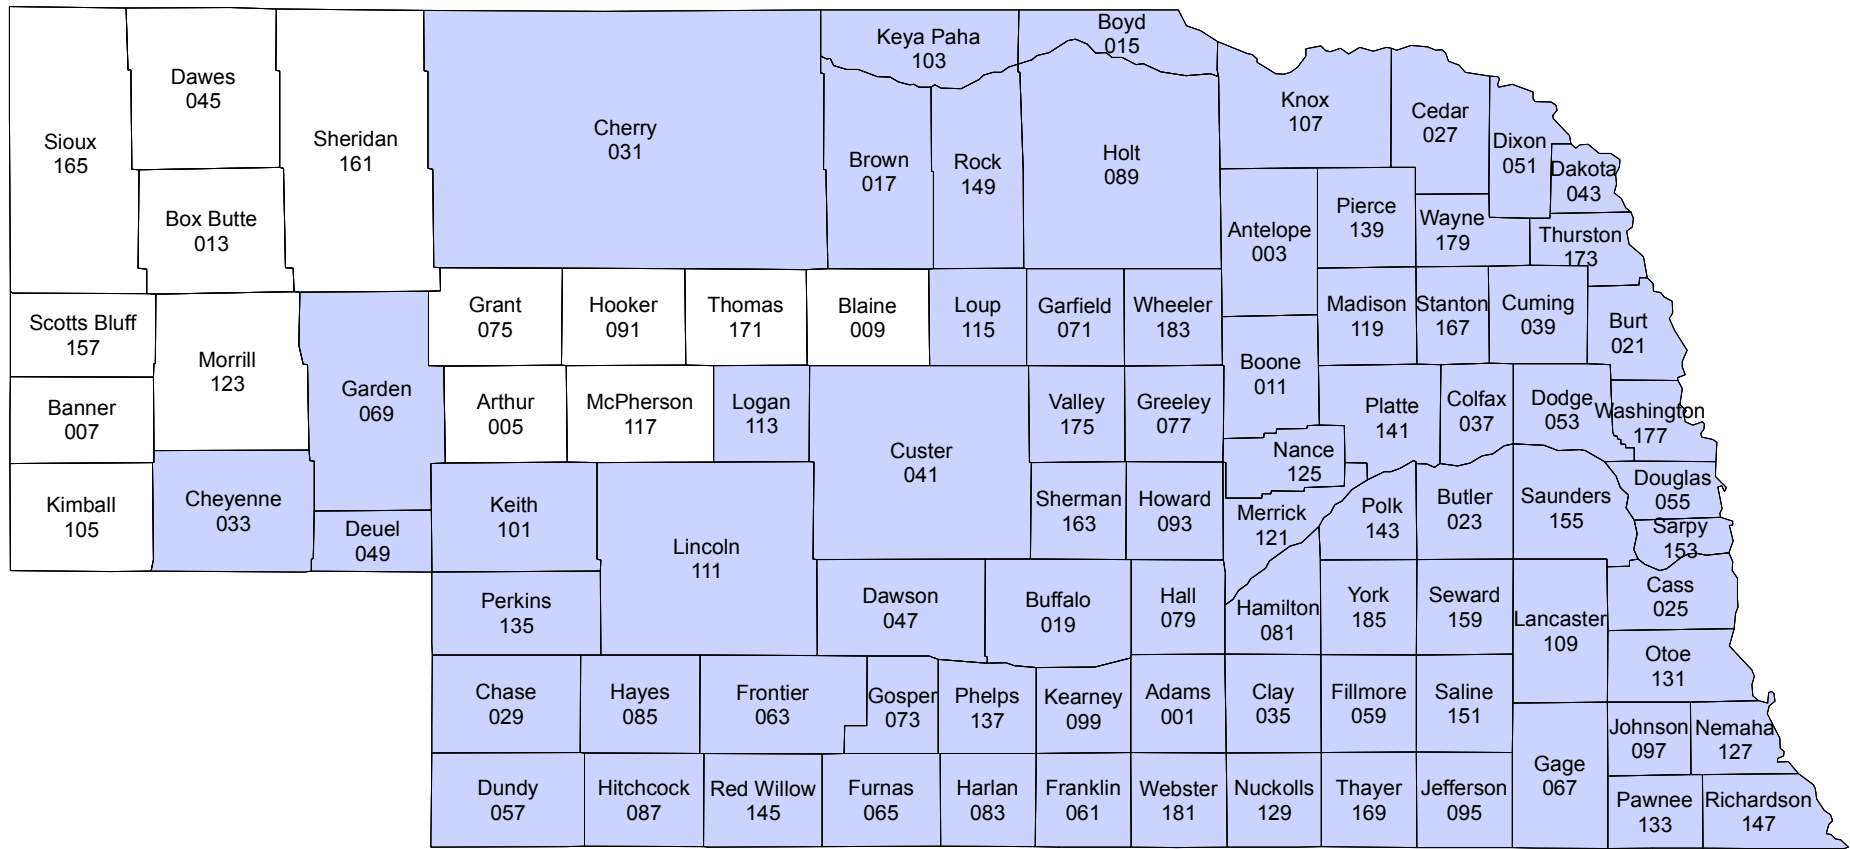 Boyd
015
Keya Paha
103
Dawes
045
Sioux
165
Sheridan
161
Cherry
031
Brown
017
Rock
149
Holt
089
Knox
107
Cedar
027
Dixon
051
Dakota
043
Box Butte
013
Antelope
003
Pierce
139
Wayne
179
Thurston
173
Scotts Bluff
157
Morrill
123
Garden
069
Grant
075
Hooker
091
Thomas
171
Blaine
009
Loup
115
Garfield
071
Wheeler
183
Madison
119
Stanton
167
Cuming
039
Burt
021
Boone
011
Banner
007
Arthur
005
McPherson
117
Logan
113
Custer
041
Valley
175
Greeley
077
Platte
141
Colfax
037
Dodge
053
Washington
177
Nance
125
Kimball
105
Cheyenne
033
Deuel
049
Keith
101
Lincoln
111
Sherman
163
Howard
093
Merrick
121
Polk
143
Butler
023
Saunders
155
Douglas
055
Sarpy
153
Perkins
135
Dawson
047
Buffalo
019
Hall
079
Hamilton
081
York
185
Seward
159
Lancaster
109
Cass
025
Otoe
131
Chase
029
Hayes
085
Frontier
063
Gosper
073
Phelps
137
Kearney
099
Adams
001
Clay
035
Fillmore
059
Saline
151
Johnson
097
Nemaha
127
Gage
067
Dundy
057
Hitchcock
087
Red Willow
145
Furnas
065
Harlan
083
Franklin
061
Webster
181
Nuckolls
129
Thayer
169
Jefferson
095
Pawnee
133
Richardson
147